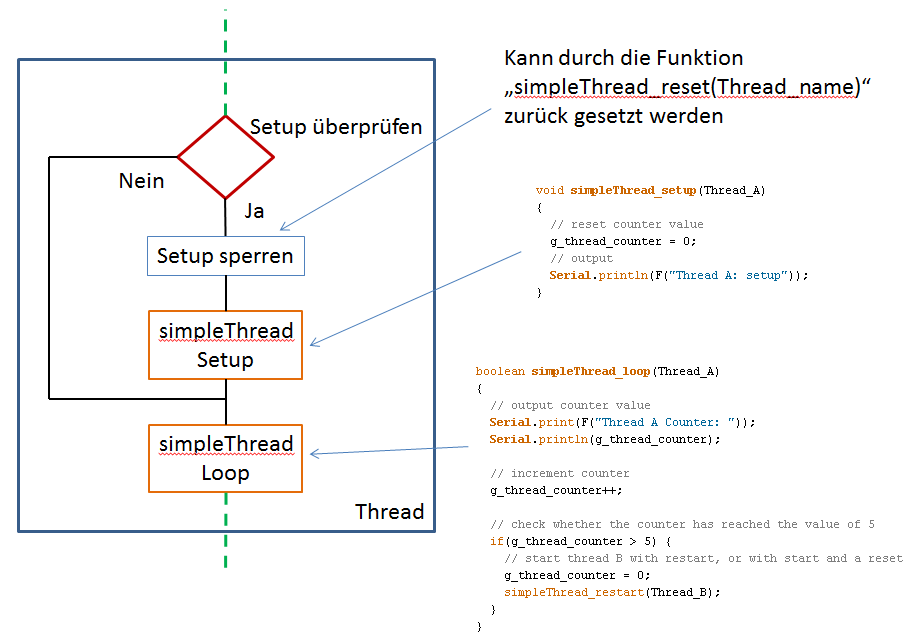 Kann durch die Funktion
„simpleThread_reset(Thread_name)“
zurück gesetzt werden
Setup überprüfen
Nein
Ja
Setup sperren
simpleThread
Setup
simpleThread
Loop
Thread
void simpleThread_setup(Thread_A)
{
// reset counter value
g_thread_counter = 0;
// output
Serial.println(F("Thread A: setup"));
}
boolean simpleThread_loop(Thread_A)
{
// output counter value
Serial.print(F("Thread A Counter: "));
Serial.println(g_thread_counter);
// increment counter
g_thread_counter++;
// check whether the counter has reached the value of 5
if(g_thread_counter > 5) {
// start thread B with restart, or with start and a reset
g_thread_counter = 0;
simpleThread_restart(Thread_B);
}
}